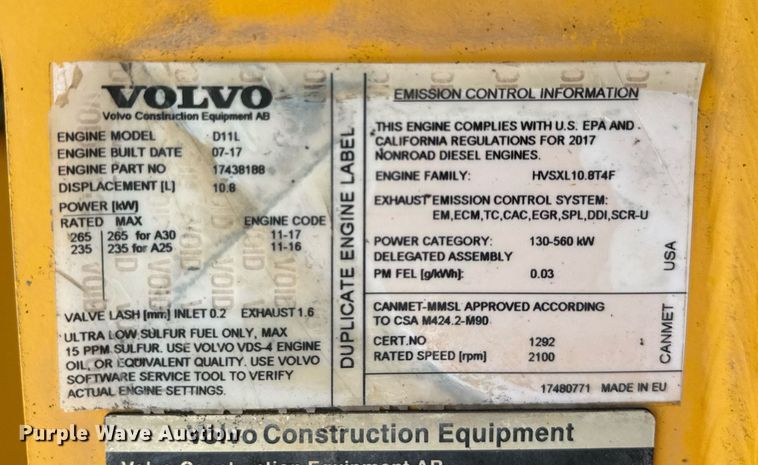 VOLVO
Volvo Construction Equipment AB
ENGINE MODEL D11L
ENGINE BUILT DATE 07-17
ENGINE PART NO 17438188
DISPLACEMENT [L] 10.8
POWER [kW]
RATED MAX ENGINE CODE
265 265 for A30 11-17
235 235 for A25 11-16
VALVE LASH [mm] INLET 0.2 EXHAUST 1.6
ULTRA LOW SULFUR FUEL ONLY, MAX
15 PPM SULFUR. USE VOLVO VDS-4 ENGINE
OIL, OR EQUIVALENT QUALITY. USE VOLVO
SOFTWARE SERVICE TOOL TO VERIFY
ACTUAL ENGINE SETTINGS.
DUPLICATE ENGINE LABEL
EMISSION CONTROL INFORMATION
THIS ENGINE COMPLIES WITH U.S. EPA AND
CALIFORNIA REGULATIONS FOR 2017
NONROAD DIESEL ENGINES.
ENGINE FAMILY: HVSXL10.8T4F
EXHAUST EMISSION CONTROL SYSTEM:
EM,ECM,TC,CAC,EGR,SPL,DDI,SCR-U
POWER CATEGORY: 130-560 kW
DELEGATED ASSEMBLY
PM FEL [g/kWh]: 0.03
USA
CANMET-MMSL APPROVED ACCORDING
TO CSA M424.2-M90
CERT.NO 1292
RATED SPEED [rpm] 2100
CANMET
17480771 MADE IN EU
Purple Wave Auction
Volvo Construction Equipment
Volvo Construction Equipment AB